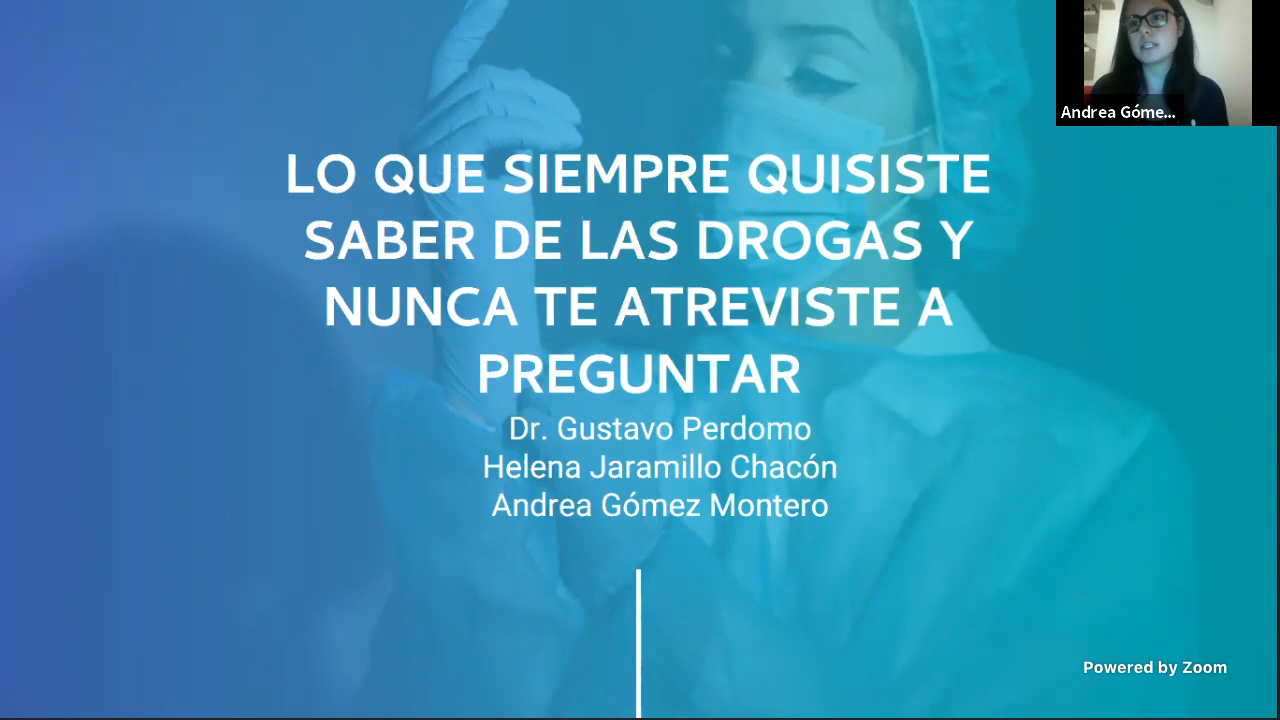 Andrea Góme...
LO QUE SIEMPRE QUISISTE
SABER DE LAS DROGAS Y
NUNCA TE ATREVISTE A
PREGUNTAR
Dr. Gustavo Perdomo
Helena Jaramillo Chacón
Andrea Gómez Montero
Powered by Zoom